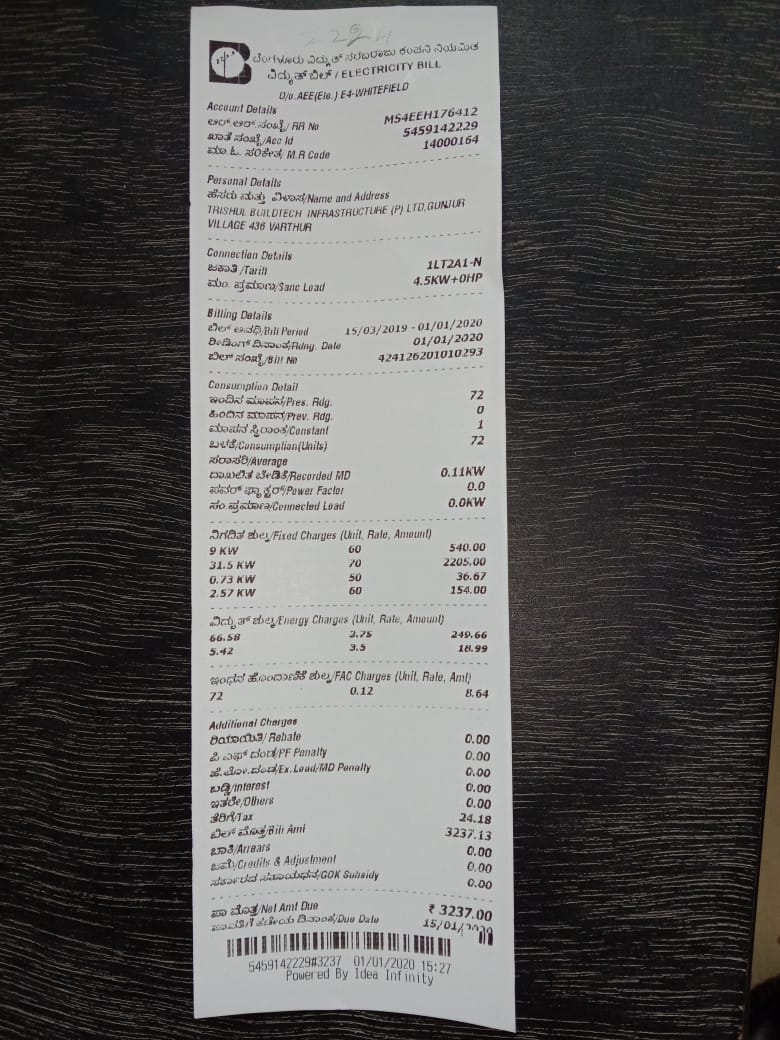 2224
ಬೆಂಗಳೂರು ವಿದ್ಯುತ್ ಸರಬರಾಜು ಕಂಪನಿ ನಿಯಮಿತ
ವಿದ್ಯುತ್ ಬಿಲ್ / ELECTRICITY BILL
O/o. AEE(Ele.) E4-WHITEFIELD
Account Details
ಆರ್.ಆರ್.ಸಂಖ್ಯೆ/ RR No MS4EEH176412
ಖಾತೆ ಸಂಖ್ಯೆ/Acc Id 5459142229
ಮಾ.ಓ. ಸಂಕೇತ/ M.R Code 14000164
Personal Details
ಹೆಸರು ಮತ್ತು ವಿಳಾಸ/Name and Address
TRISHUL BUILDTECH INFRASTRUCTURE (P) LTD,GUNJUR
VILLAGE 436 VARTHUR
Connection Details
ಜಕಾತಿ /Tariff 1LT2A1-N
ಮಂ. ಪ್ರಮಾಣ/Sanc Load 4.5KW+0HP
Billing Details
ಬಿಲ್ ಅವಧಿ/Bill Period 15/03/2019 - 01/01/2020
ರೀಡಿಂಗ್ ದಿನಾಂಕ/Rdng. Date 01/01/2020
ಬಿಲ್ ಸಂಖ್ಯೆ/Bill No 424126201010293
Consumption Detail
ಇಂದಿನ ಮಾಪನ/Pres. Rdg. 72
ಹಿಂದಿನ ಮಾಪನ/Prev. Rdg. 0
ಮಾಪನ ಸ್ಥಿರಾಂಕ/Constant 1
ಬಳಕೆ/Consumption(Units) 72
ಸರಾಸರಿ/Average
ದಾಖಲಿತ ಬೇಡಿಕೆ/Recorded MD 0.11KW
ಪವರ್ ಫ್ಯಾಕ್ಟರ್/Power Factor 0.0
ಸಂ.ಪ್ರಮಾಣ/Connected Load 0.0KW
ನಿಗದಿತ ಶುಲ್ಕ/Fixed Charges (Unit, Rate, Amount)
9 KW 60 540.00
31.5 KW 70 2205.00
0.73 KW 50 36.67
2.57 KW 60 154.00
ವಿದ್ಯುತ್ ಶುಲ್ಕ/Energy Charges (Unit, Rate, Amount)
66.58 3.75 249.66
5.42 3.5 18.99
ಇಂಧನ ಹೊಂದಾಣಿಕೆ ಶುಲ್ಕ/FAC Charges (Unit, Rate, Amt)
72 0.12 8.64
Additional Charges
ರಿಯಾಯಿತಿ/ Rebate 0.00
ಪಿ ಎಫ್ ದಂಡ/PF Penalty 0.00
ಹೆ.ಲೋ.ದಂಡ/Ex.Load/MD Penalty 0.00
ಬಡ್ಡಿ/Interest 0.00
ಇತರೇ/Others 0.00
ತೆರಿಗೆ/Tax 24.18
ಬಿಲ್ ಮೊತ್ತ/Bill Amt 3237.13
ಬಾಕಿ/Arrears 0.00
ಜಮೆ/Credits & Adjustment 0.00
ಸರ್ಕಾರದ ಸಹಾಯಧನ/GOK Subsidy 0.00
ಪಾ ಮೊತ್ತ/Net Amt Due ₹ 3237.00
ಪಾವತಿಗೆ ಕಡೇಯ ದಿನಾಂಕ/Due Date 15/01/2020
5459142229#3237 01/01/2020 15:27
Powered By Idea Infinity